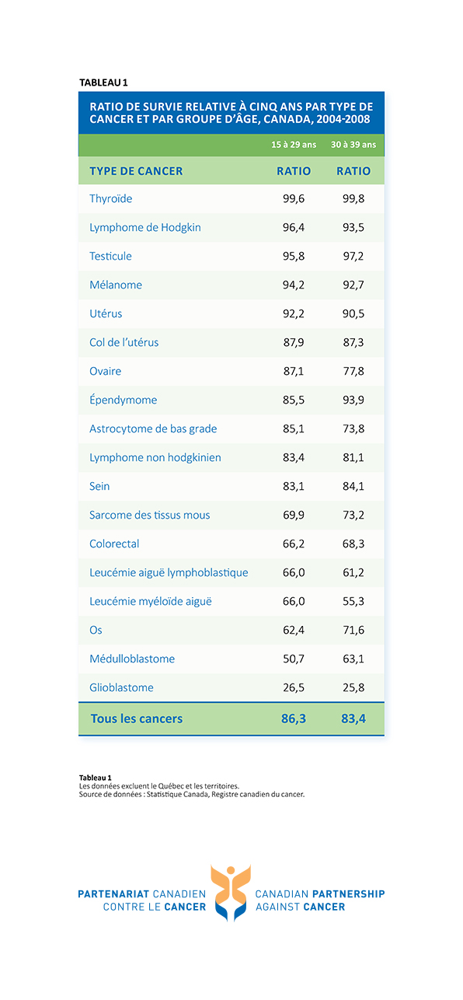 TABLEAU 1
RATIO DE SURVIE RELATIVE À CINQ ANS PAR TYPE DE
CANCER ET PAR GROUPE D’ÂGE, CANADA, 2004-2008
15 à 29 ans 30 à 39 ans
TYPE DE CANCER RATIO RATIO
Thyroïde 99,6 99,8
Lymphome de Hodgkin 96,4 93,5
Testicule 95,8 97,2
Mélanome 94,2 92,7
Utérus 92,2 90,5
Col de l’utérus 87,9 87,3
Ovaire 87,1 77,8
Épendymome 85,5 93,9
Astrocytome de bas grade 85,1 73,8
Lymphome non hodgkinien 83,4 81,1
Sein 83,1 84,1
Sarcome des tissus mous 69,9 73,2
Colorectal 66,2 68,3
Leucémie aiguë lymphoblastique 66,0 61,2
Leucémie myéloïde aiguë 66,0 55,3
Os 62,4 71,6
Médulloblastome 50,7 63,1
Glioblastome 26,5 25,8
Tous les cancers 86,3 83,4
Tableau 1
Les données excluent le Québec et les territoires.
Source de données : Statistique Canada, Registre canadien du cancer.
PARTENARIAT CANADIEN
CONTRE LE CANCER
CANADIAN PARTNERSHIP
AGAINST CANCER